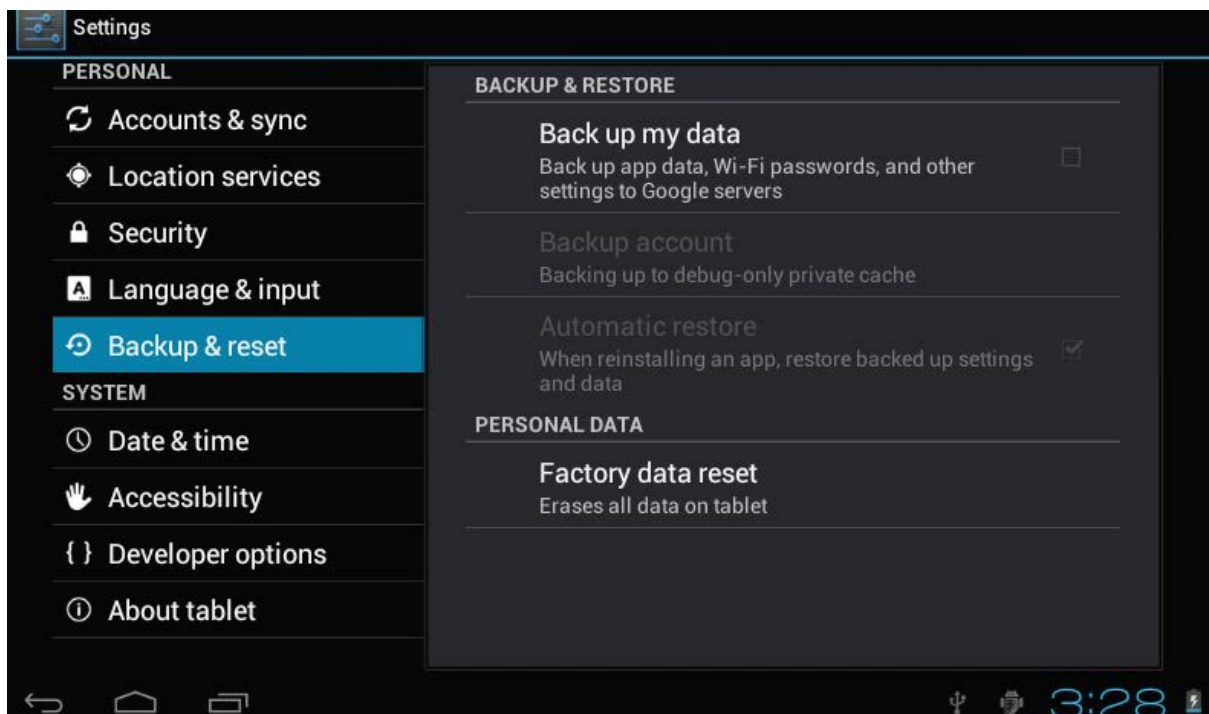 Settings
PERSONAL
Accounts & sync
Location services
Security
Language & input
Backup & reset
SYSTEM
Date & time
Accessibility
{ } Developer options
About tablet
BACKUP & RESTORE
Back up my data
Back up app data, Wi-Fi passwords, and other
settings to Google servers
Backup account
Backing up to debug-only private cache
Automatic restore
When reinstalling an app, restore backed up settings
and data
PERSONAL DATA
Factory data reset
Erases all data on tablet
3:28